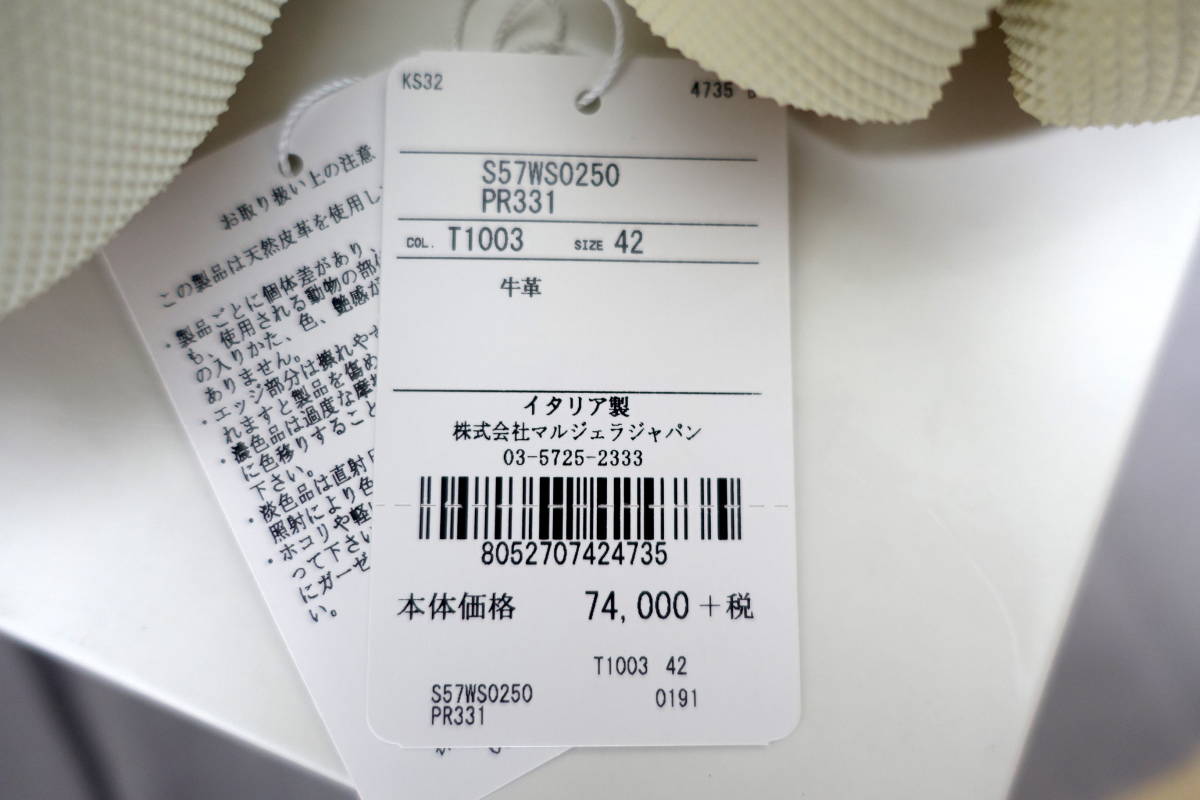 KS32 4735
S57WS0250
PR331
COL. T1003 SIZE 42
牛革
イタリア製
株式会社マルジェラジャパン
03-5725-2333
8052707424735
本体価格 74,000 +税
T1003 42
S57WS0250 0191
PR331
お取り扱い上の注意
この製品は天然皮革を使用し
・製品ごとに個体差があり、
も、使用される動物の部
の入りかた、色、艶感が
ありません。
・エッジ部分は擦れやす
れますと製品を傷め
・濃色品は過度な摩
に色移りすること
下さい。
・淡色品は直射
照射により色
・ホコリや軽
って下さい
にガーゼ
い。